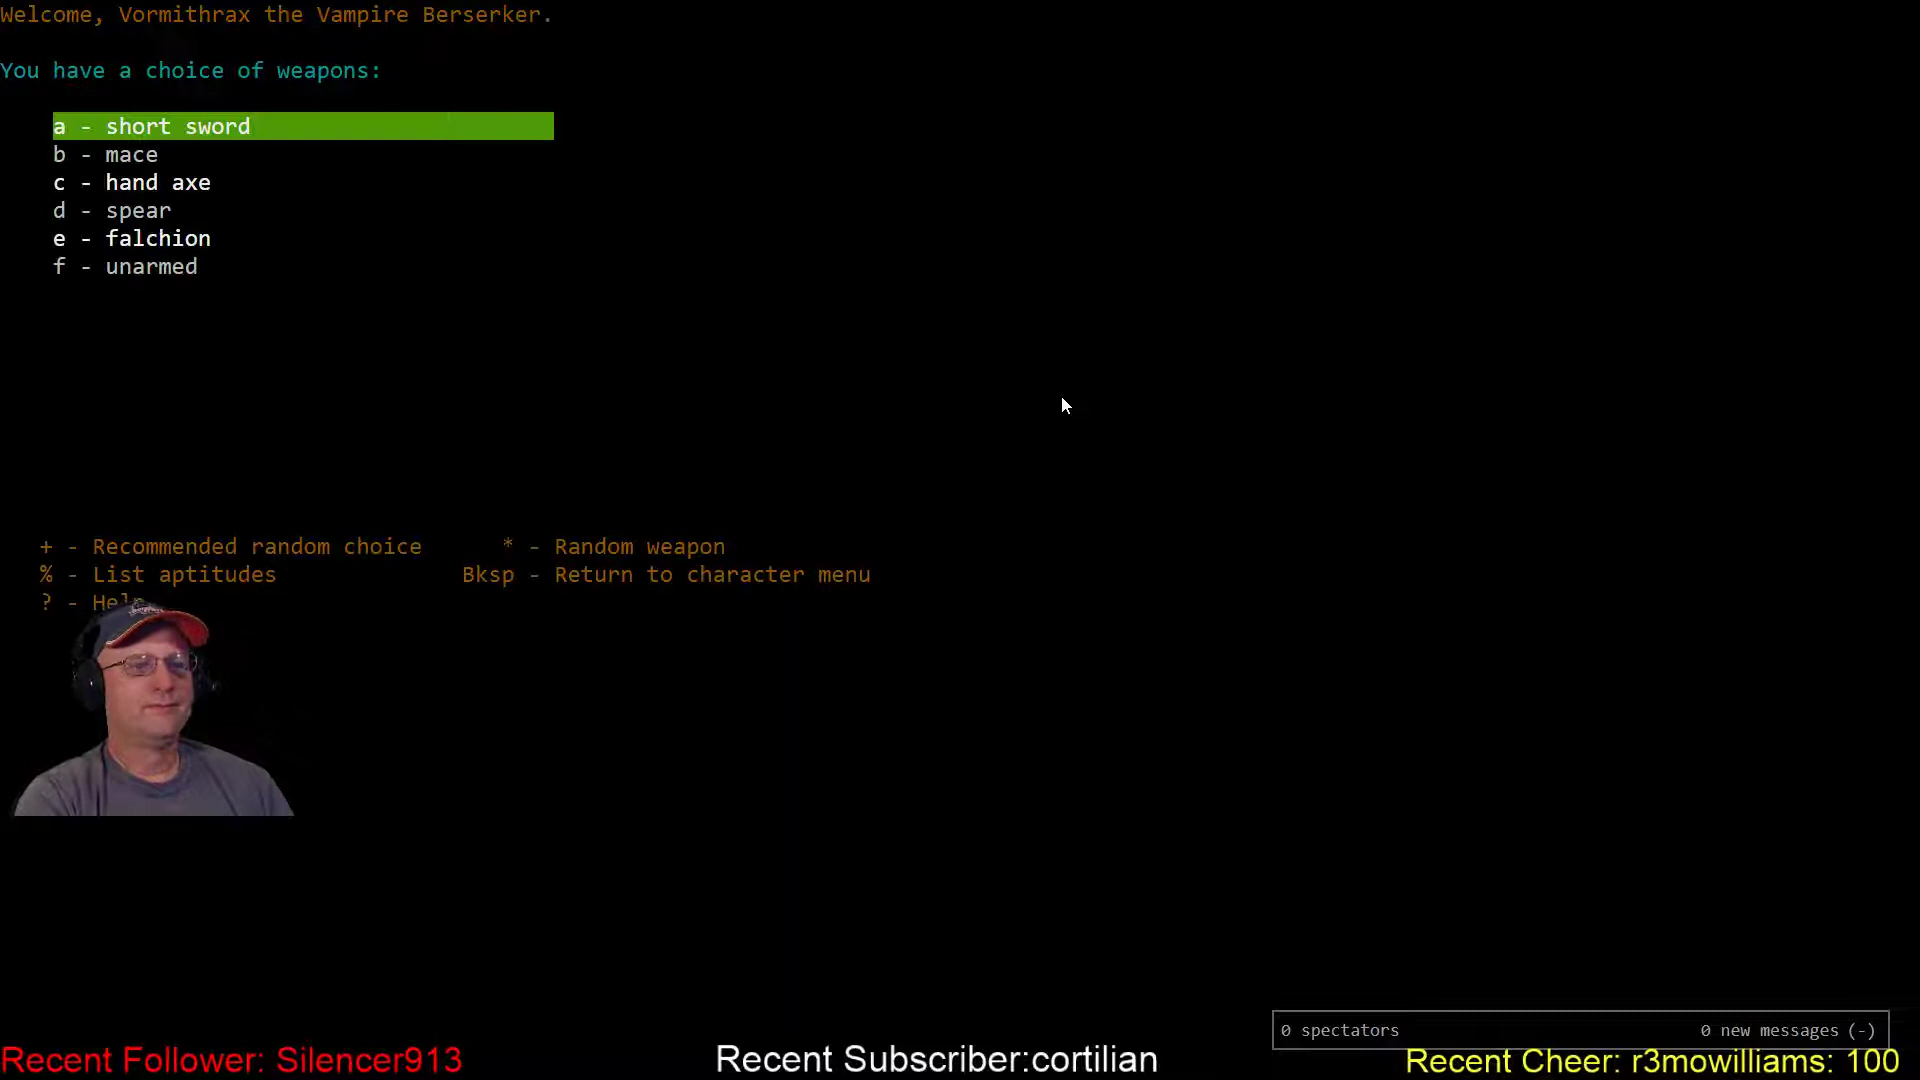 Welcome, Vormithrax the Vampire Berserker.
You have a choice of weapons:
a - short sword
b - mace
c - hand axe
d - spear
e - falchion
f - unarmed
+ - Recommended random choice * - Random weapon
% - List aptitudes Bksp - Return to character menu
? - Help
0 spectators 0 new messages (-)
Recent Follower: Silencer913 Recent Subscriber:cortilian Recent Cheer: r3mowilliams: 100